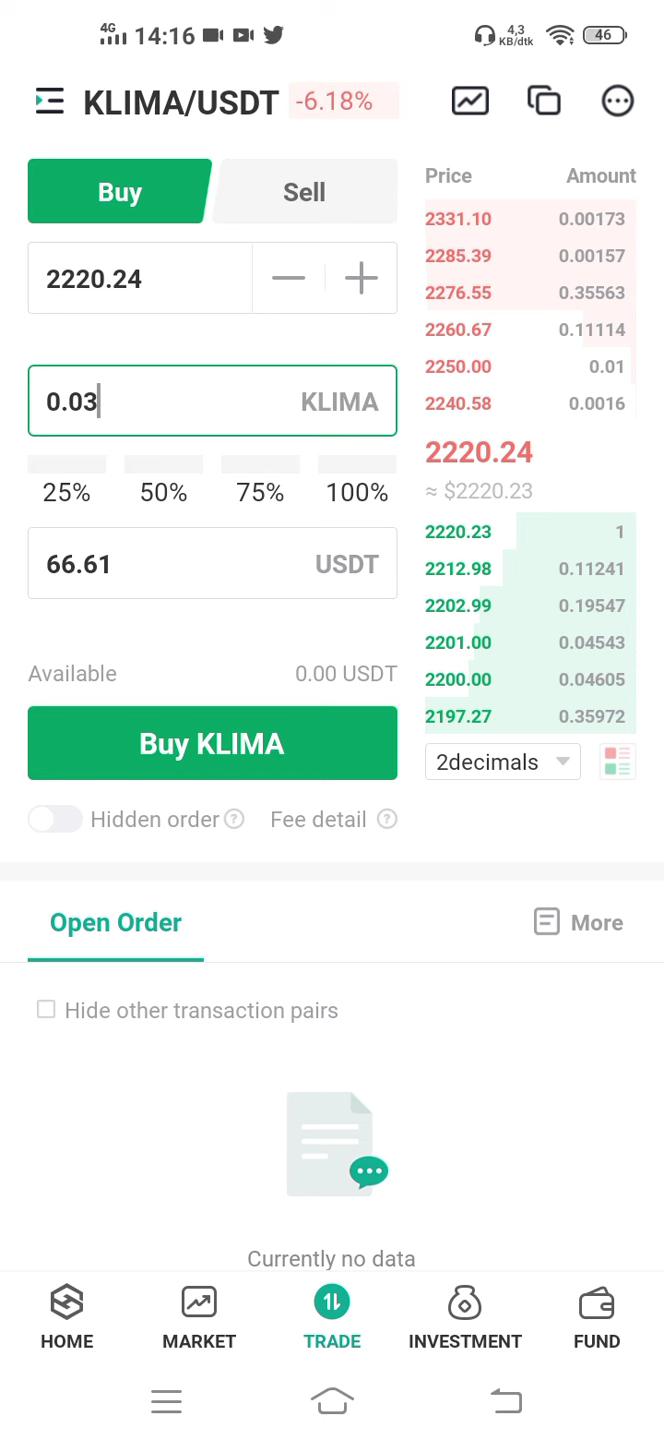 4G 14:16 4,3 KB/dtk 46
KLIMA/USDT -6.18%
Buy Sell
2220.24
0.03 KLIMA
25% 50% 75% 100%
66.61 USDT
Available 0.00 USDT
Buy KLIMA
Hidden order ? Fee detail ?
Price Amount
2331.10 0.00173
2285.39 0.00157
2276.55 0.35563
2260.67 0.11114
2250.00 0.01
2240.58 0.0016
2220.24
≈ $2220.23
2220.23 1
2212.98 0.11241
2202.99 0.19547
2201.00 0.04543
2200.00 0.04605
2197.27 0.35972
2decimals
Open Order More
Hide other transaction pairs
Currently no data
HOME MARKET TRADE INVESTMENT FUND